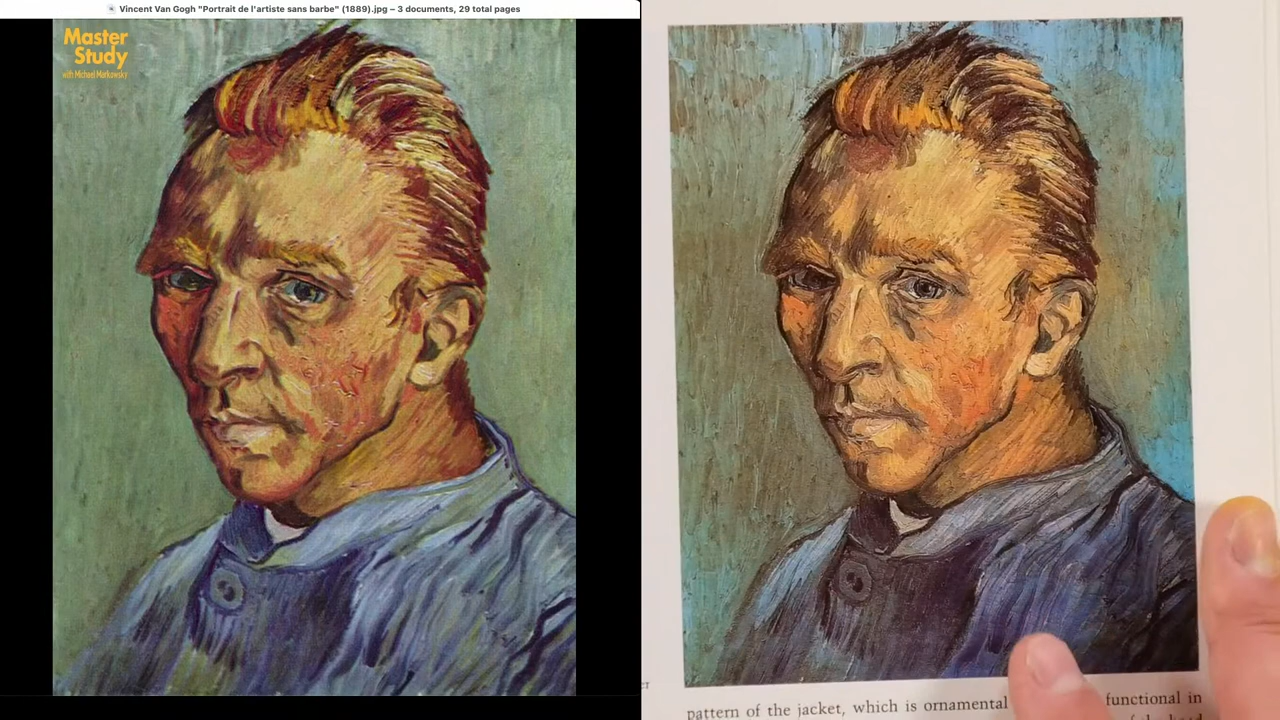 Vincent Van Gogh "Portrait de l'artiste sans barbe" (1889).jpg – 3 documents, 29 total pages
Master
Study
with Michael Markowsky
pattern of the jacket, which is ornamental functional in